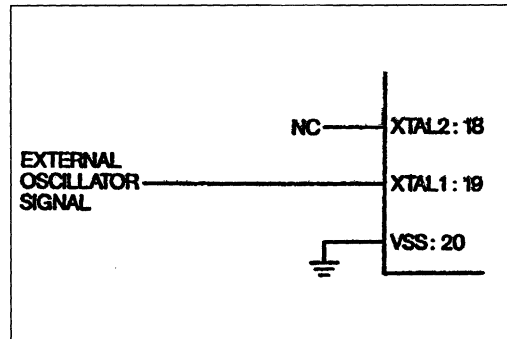 NC
XTAL2: 18
EXTERNAL
OSCILLATOR
SIGNAL
XTAL1: 19
VSS: 20